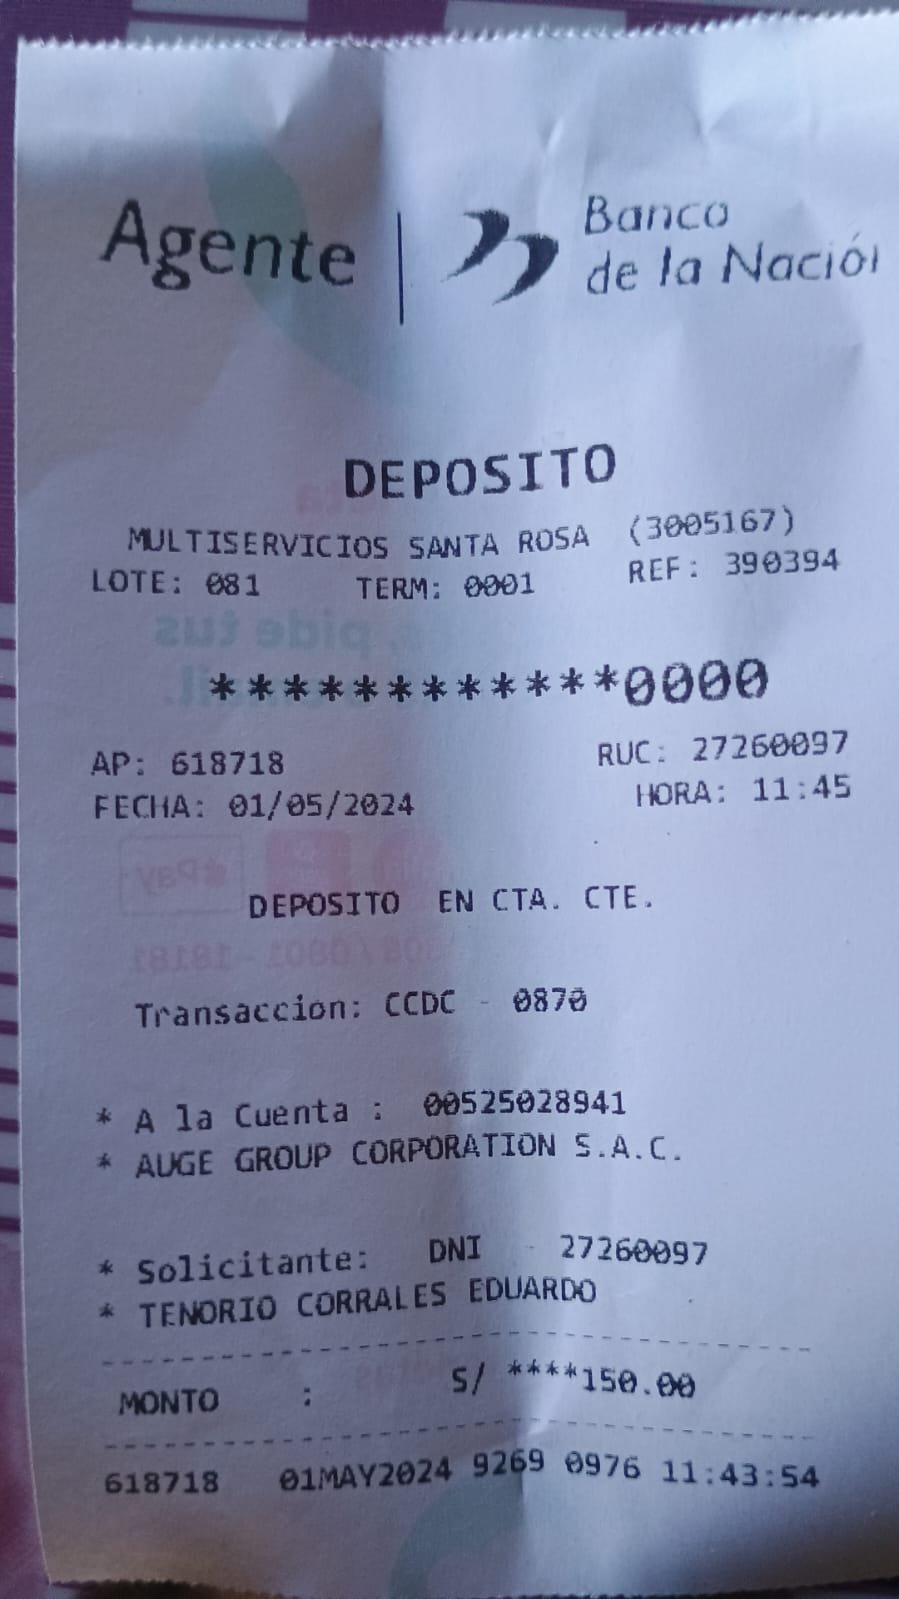 Agente | Banco
de la Nación
DEPOSITO
MULTISERVICIOS SANTA ROSA (3005167)
LOTE: 081 TERM: 0001 REF: 390394
*************0000
AP: 618718 RUC: 27260097
FECHA: 01/05/2024 HORA: 11:45
DEPOSITO EN CTA. CTE.
Transaccion: CCDC - 0870
* A la Cuenta : 00525028941
* AUGE GROUP CORPORATION S.A.C.
* Solicitante: DNI - 27260097
* TENORIO CORRALES EDUARDO
MONTO : S/ ****150.00
618718 01MAY2024 9269 0976 11:43:54